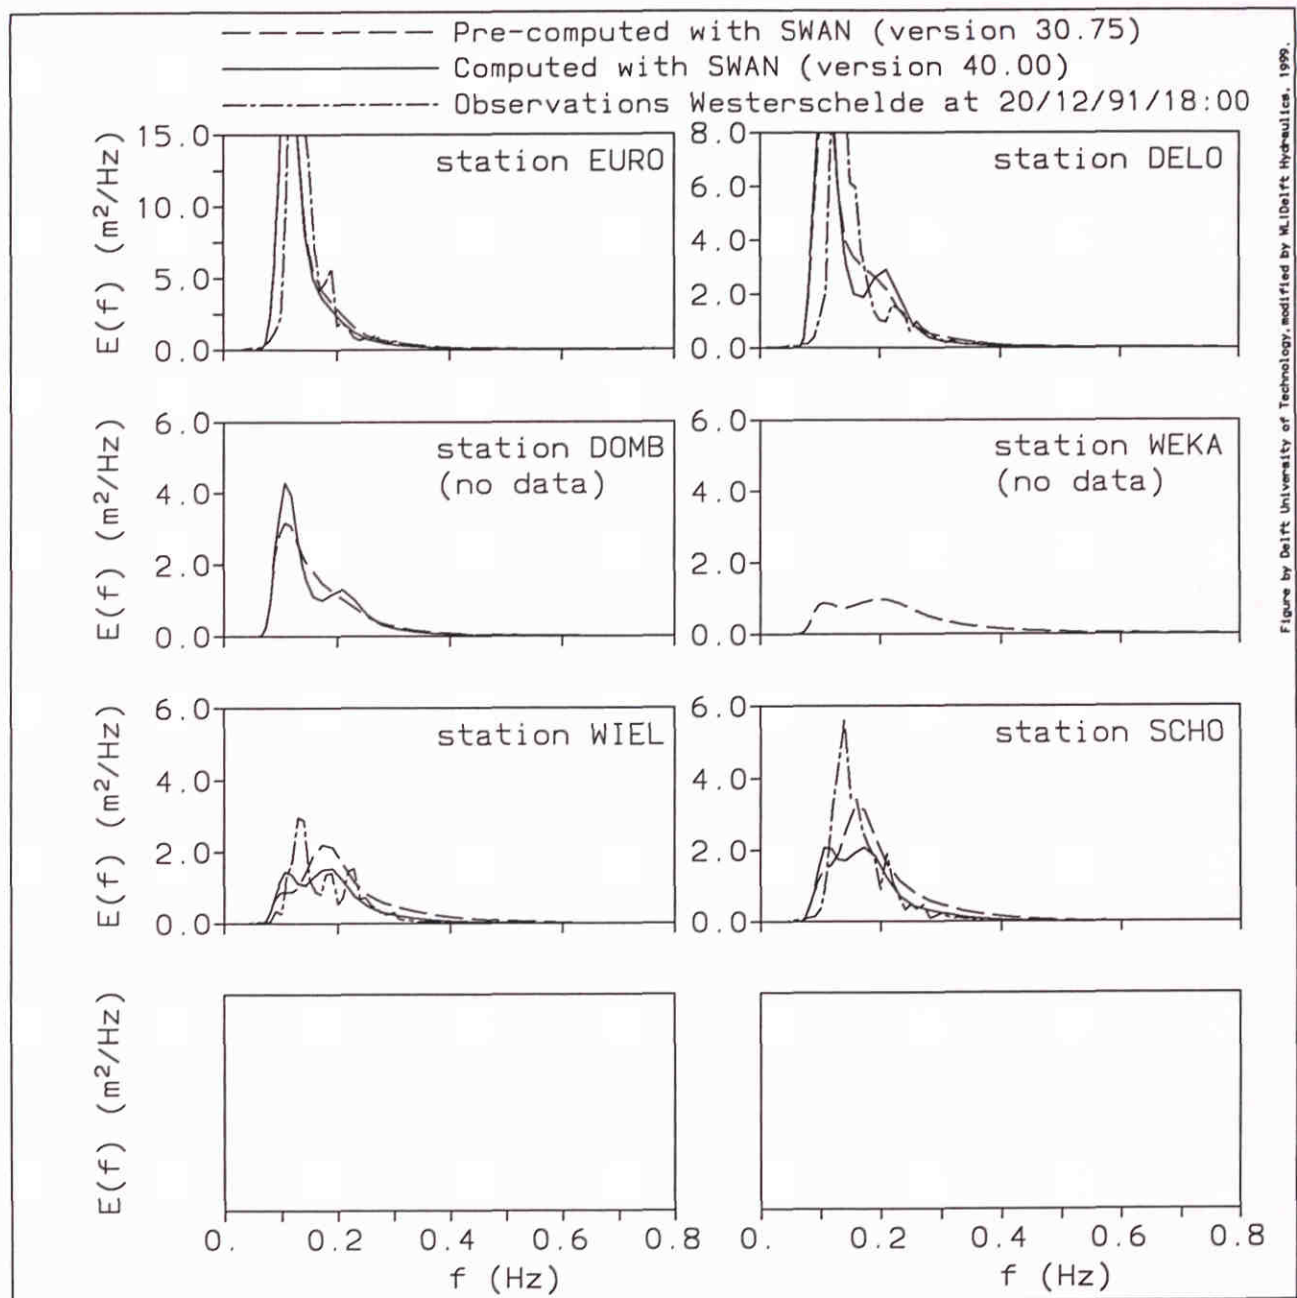 Pre-computed with SWAN (version 30.75)
Computed with SWAN (version 40.00)
Observations Westerschelde at 20/12/91/18:00
E(f) (m²/Hz)
15.0
10.0
5.0
0.0
station EURO
8.0
6.0
4.0
2.0
0.0
station DELO
E(f) (m²/Hz)
6.0
4.0
2.0
0.0
station DOMB
(no data)
6.0
4.0
2.0
0.0
station WEKA
(no data)
E(f) (m²/Hz)
6.0
4.0
2.0
0.0
station WIEL
6.0
4.0
2.0
0.0
station SCHO
E(f) (m²/Hz)
0. 0.2 0.4 0.6 0.8
f (Hz)
0. 0.2 0.4 0.6 0.8
f (Hz)
Figure by Delft University of Technology, modified by WL|Delft Hydraulics, 1999.